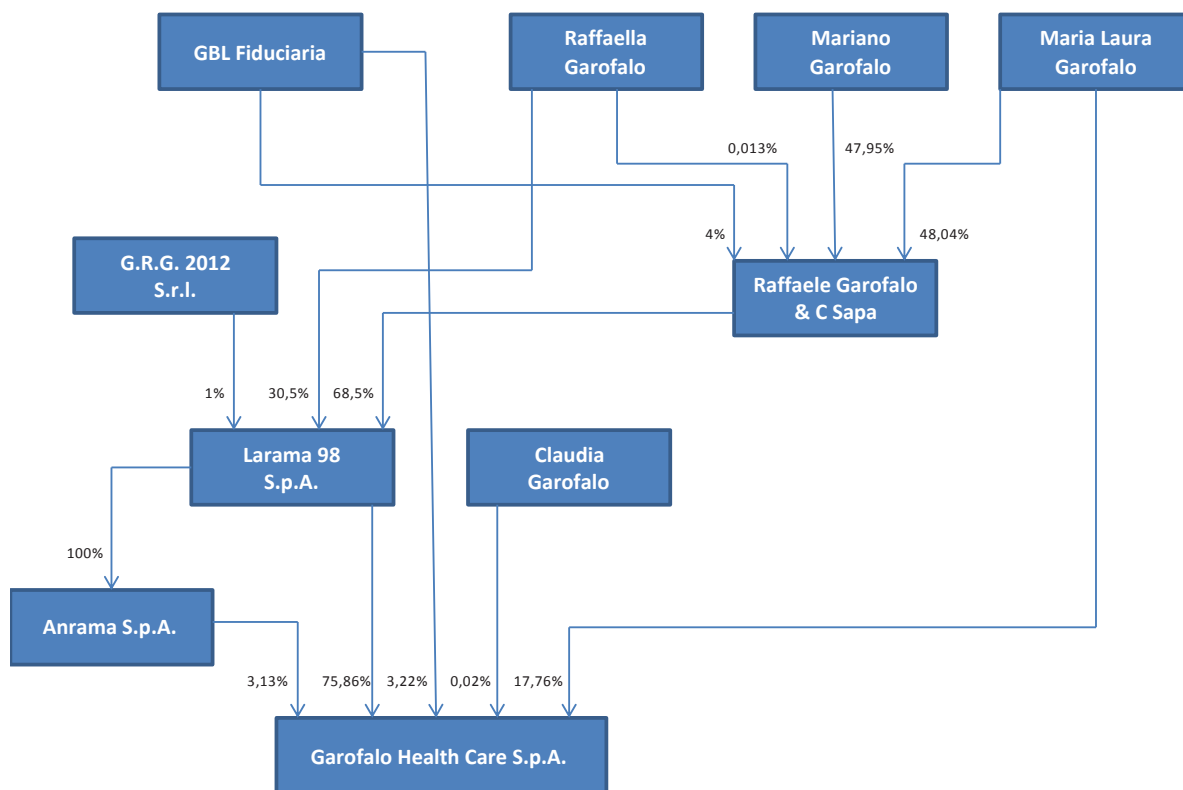 GBL Fiduciaria
Raffaella
Garofalo
Mariano
Garofalo
Maria Laura
Garofalo
0,013%
47,95%
4%
48,04%
G.R.G. 2012
S.r.l.
Raffaele Garofalo
& C Sapa
1%
30,5%
68,5%
Larama 98
S.p.A.
Claudia
Garofalo
100%
Anrama S.p.A.
3,13%
75,86%
3,22%
0,02%
17,76%
Garofalo Health Care S.p.A.